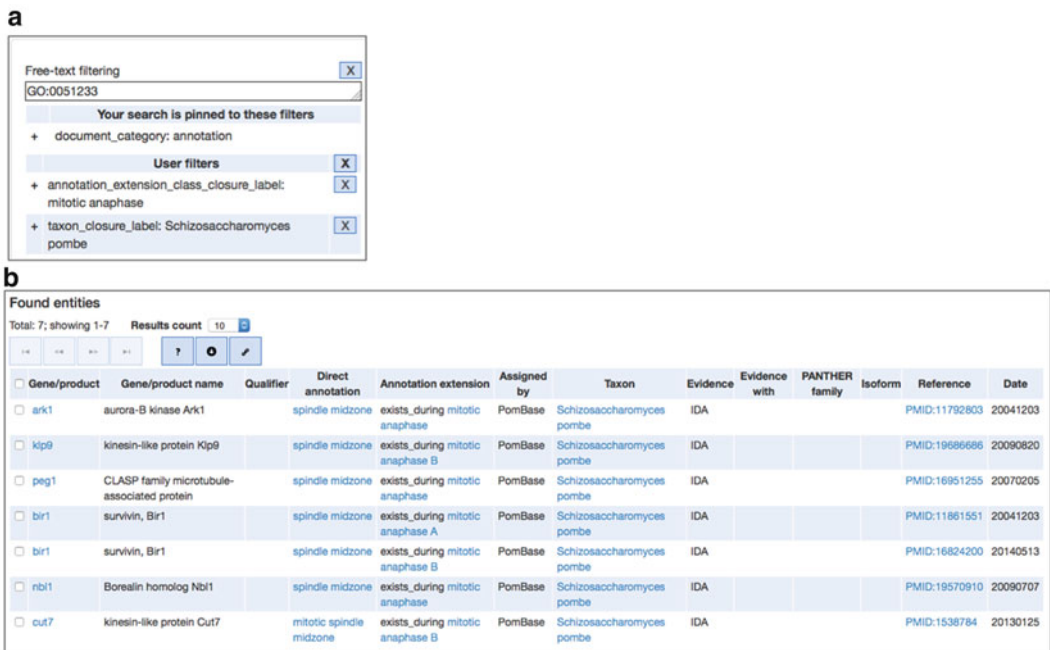 a
Free-text filtering X
GO:0051233
Your search is pinned to these filters
+ document_category: annotation
User filters X
+ annotation_extension_class_closure_label: X
mitotic anaphase
+ taxon_closure_label: Schizosaccharomyces X
pombe
b
Found entities
Total: 7; showing 1-7 Results count 10
?
Gene/product Gene/product name Qualifier Direct annotation Annotation extension Assigned by Taxon Evidence Evidence with PANTHER family Isoform Reference Date
ark1 aurora-B kinase Ark1 spindle midzone exists_during mitotic PomBase Schizosaccharomyces IDA PMID:11792803 20041203
anaphase pombe
klp9 kinesin-like protein Klp9 spindle midzone exists_during mitotic PomBase Schizosaccharomyces IDA PMID:19686686 20090820
anaphase B pombe
peg1 CLASP family microtubule- spindle midzone exists_during mitotic PomBase Schizosaccharomyces IDA PMID:16951255 20070205
associated protein anaphase pombe
bir1 survivin, Bir1 spindle midzone exists_during mitotic PomBase Schizosaccharomyces IDA PMID:11861551 20041203
anaphase A pombe
bir1 survivin, Bir1 spindle midzone exists_during mitotic PomBase Schizosaccharomyces IDA PMID:16824200 20140513
anaphase B pombe
nbl1 Borealin homolog Nbl1 spindle midzone exists_during mitotic PomBase Schizosaccharomyces IDA PMID:19570910 20090707
anaphase pombe
cut7 kinesin-like protein Cut7 mitotic spindle exists_during mitotic PomBase Schizosaccharomyces IDA PMID:1538784 20130125
midzone anaphase B pombe